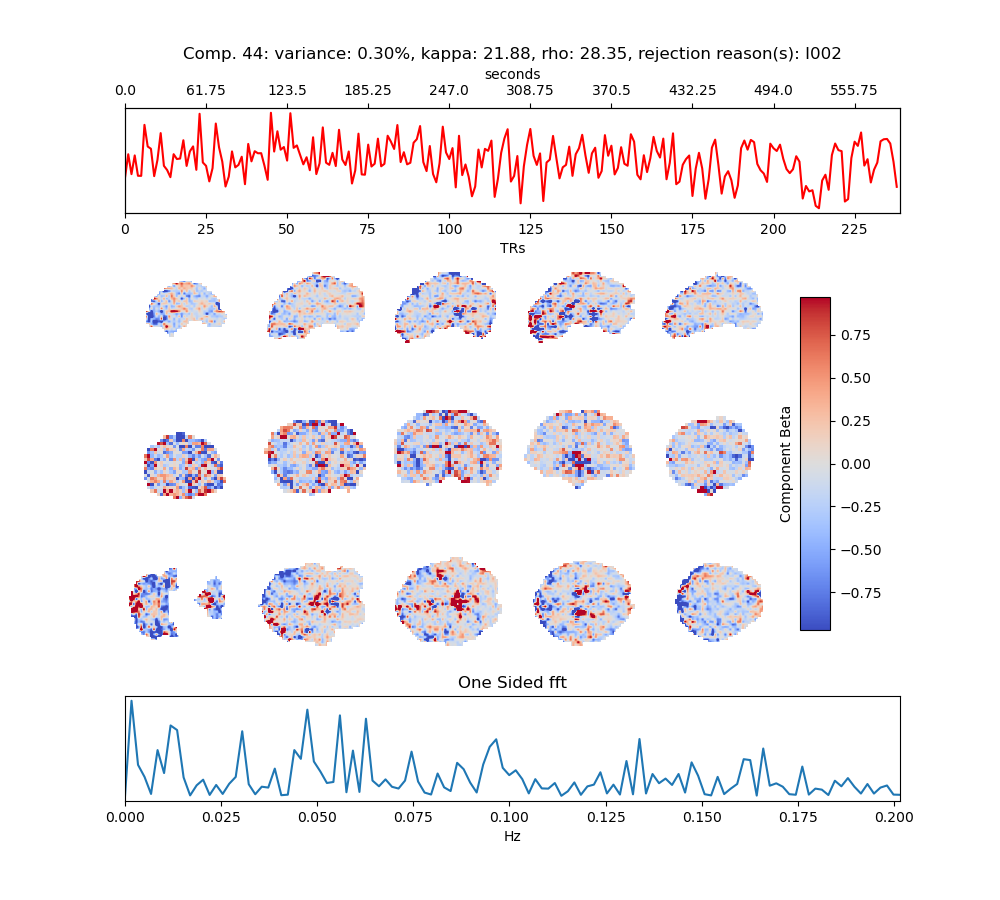 Comp. 44: variance: 0.30%, kappa: 21.88, rho: 28.35, rejection reason(s): I002
seconds
0.0 61.75 123.5 185.25 247.0 308.75 370.5 432.25 494.0 555.75
0 25 50 75 100 125 150 175 200 225
TRs
0.75
0.50
0.25
0.00
−0.25
−0.50
−0.75
Component Beta
One Sided fft
0.000 0.025 0.050 0.075 0.100 0.125 0.150 0.175 0.200
Hz